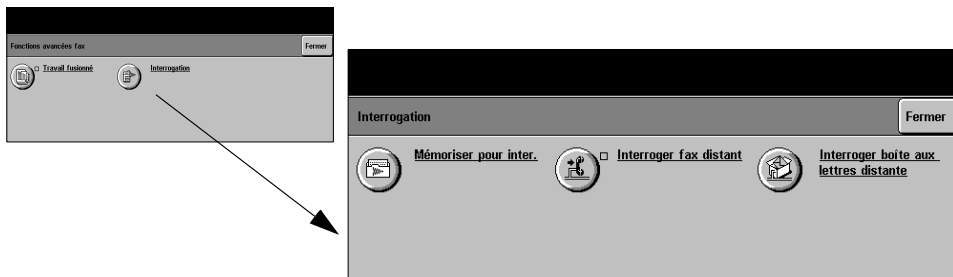 Fonctions avancées fax
Fermer
Travail fusionné
Interrogation
Interrogation
Fermer
Mémoriser pour inter.
Interroger fax distant
Interroger boîte aux
lettres distante